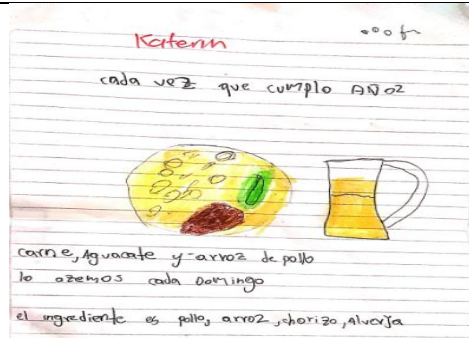 Katerin
cada vez que cumplo AÑOZ
carne, Aguacate y arroz de pollo
lo azemos cada Domingo
el ingrediente es pollo, arroz, chorizo, Alverja